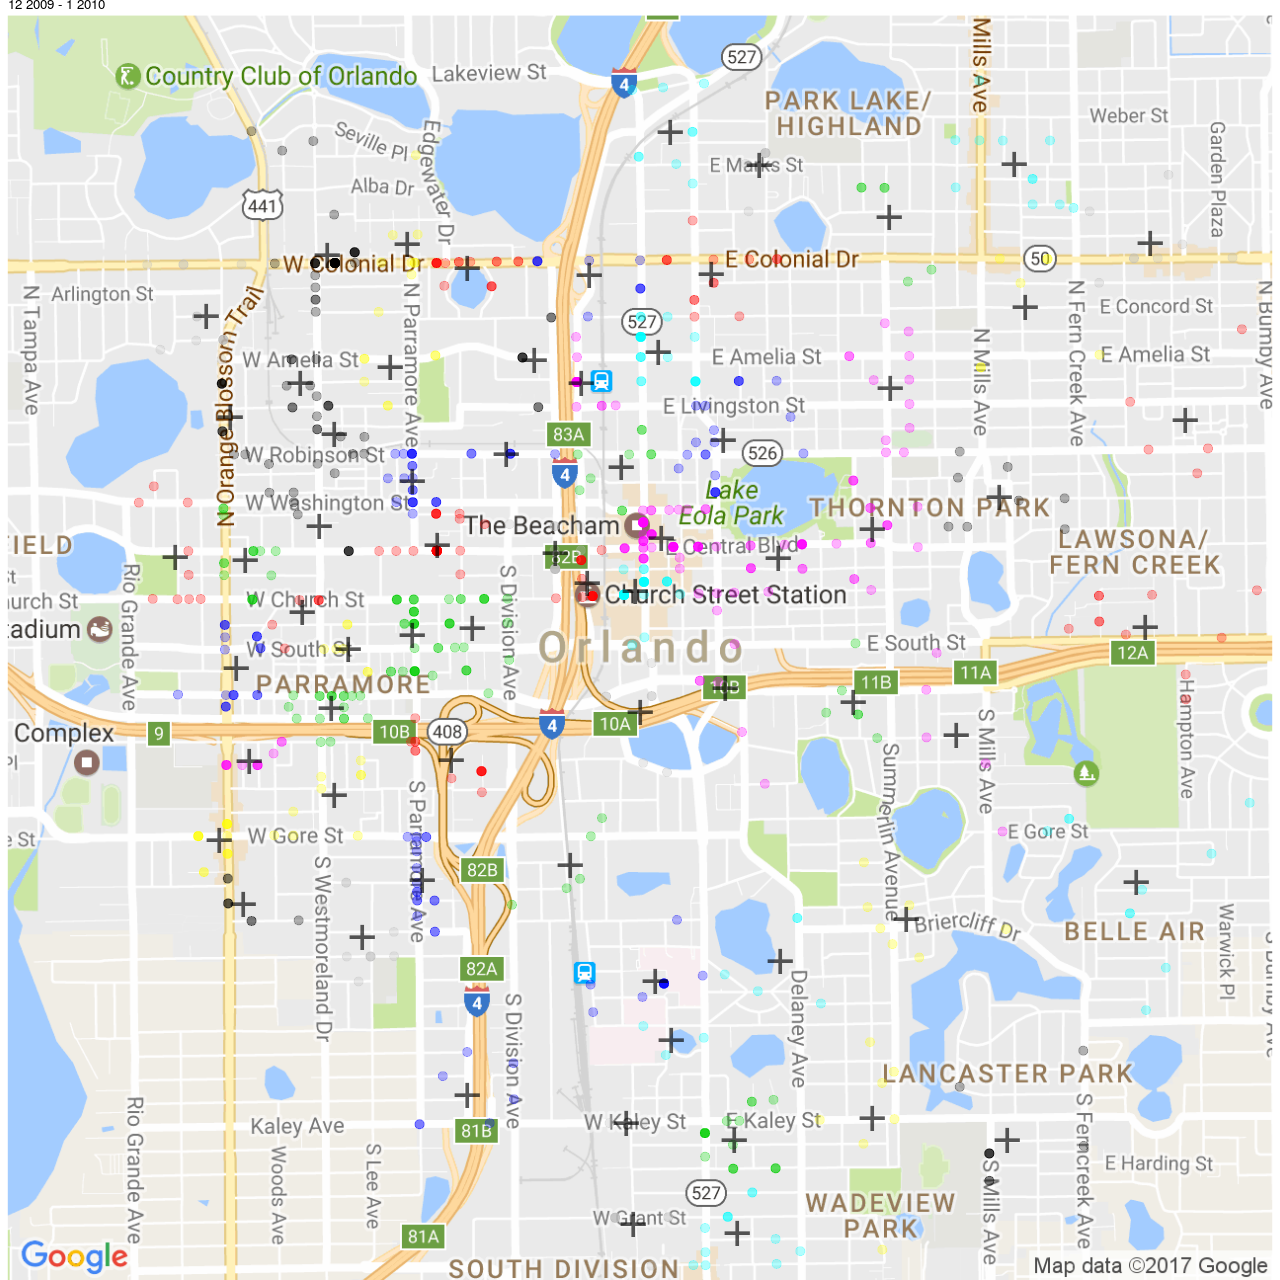 12 2009 - 1 2010
527
Mills Ave
Country Club of Orlando
Lakeview St
4
PARK LAKE/
HIGHLAND
Weber St
Garden Plaza
Seville Pl
Edgewater Dr
E Marks St
Alba Dr
441
W Colonial Dr
E Colonial Dr
50
N Tampa Ave
Arlington St
N Orange Blossom Trail
N Parramore Ave
527
N Mills Ave
N Fern Creek Ave
E Concord St
N Bumby Ave
W Amelia St
E Amelia St
E Amelia St
E Livingston St
83A
W Robinson St
526
4
W Washington St
Lake
Eola Park
THORNTON PARK
The Beacham
FIELD
82B
E Central Blvd
LAWSONA/
FERN CREEK
Rio Grande Ave
S Division Ave
W Church St
Church Street Station
W South St
Orlando
E South St
12A
PARRAMORE
11B
11A
Complex
9
10B
408
4
10A
S Parramore Ave
Summerlin Avenue
S Mills Ave
Hampton Ave
W Gore St
E Gore St
82B
S Westmoreland Dr
Briercliff Dr
BELLE AIR
Warwick Pl
S Bumby Ave
82A
4
S Division Ave
Delaney Ave
LANCASTER PARK
Rio Grande Ave
Kaley Ave
81B
W Kaley St
E Kaley St
S Ferncreek Ave
Woods Ave
S Lee Ave
E Harding St
527
WADEVIEW
PARK
S Mills Ave
W Grant St
81A
Google
SOUTH DIVISION
Map data ©2017 Google